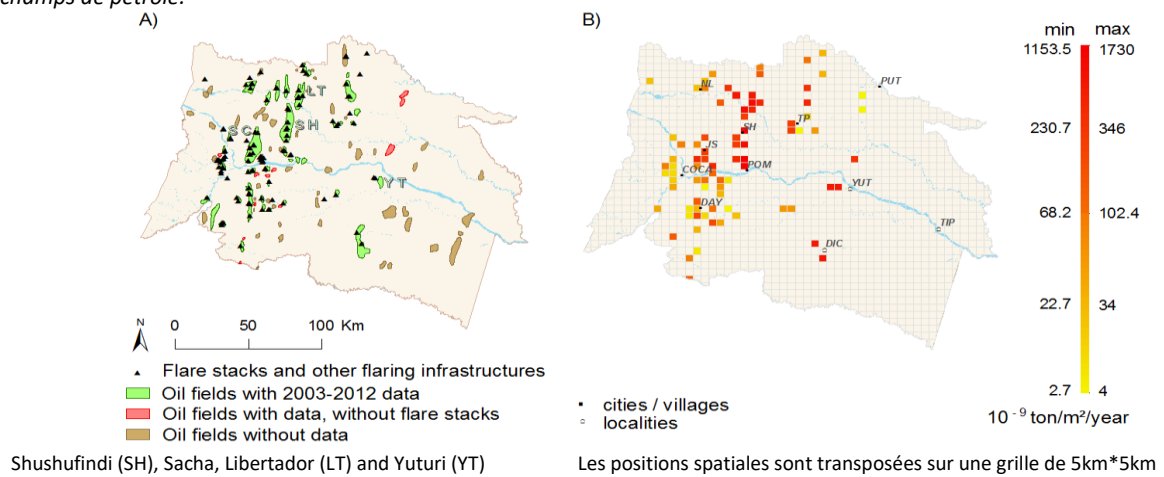 champs de pétrole.
A)
B)
min max
1153.5 1730
230.7 346
68.2 102.4
22.7 34
2.7 4
10⁻⁹ ton/m²/year
LT
SH
SC
YT
NL
PUT
TP
SH
JS
COCA
POM
YUT
DAY
TIP
DIC
N
0 50 100 Km
Flare stacks and other flaring infrastructures
Oil fields with 2003-2012 data
Oil fields with data, without flare stacks
Oil fields without data
cities / villages
localities
Shushufindi (SH), Sacha, Libertador (LT) and Yuturi (YT)
Les positions spatiales sont transposées sur une grille de 5km*5km